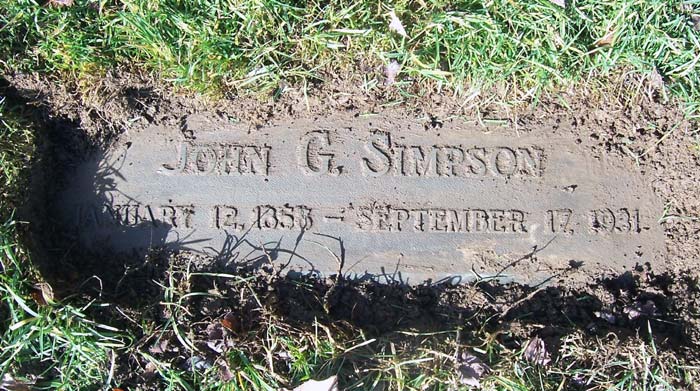 JOHN G. SIMPSON
JANUARY 12, 1853 — SEPTEMBER 17, 1931.